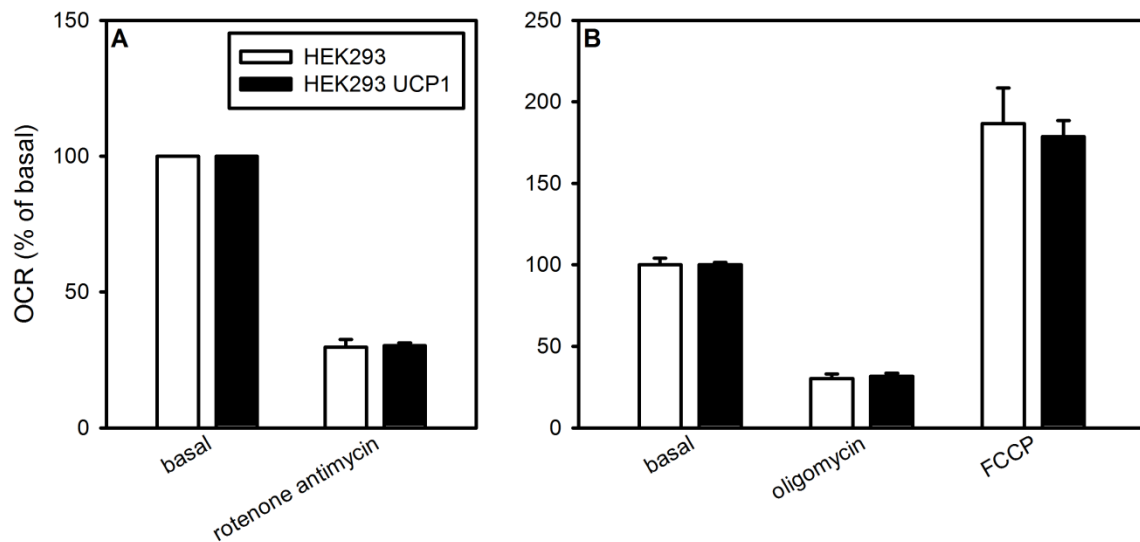 A
HEK293
HEK293 UCP1
OCR (% of basal)
150
100
50
0
basal
rotenone antimycin
B
250
200
150
100
50
0
basal
oligomycin
FCCP